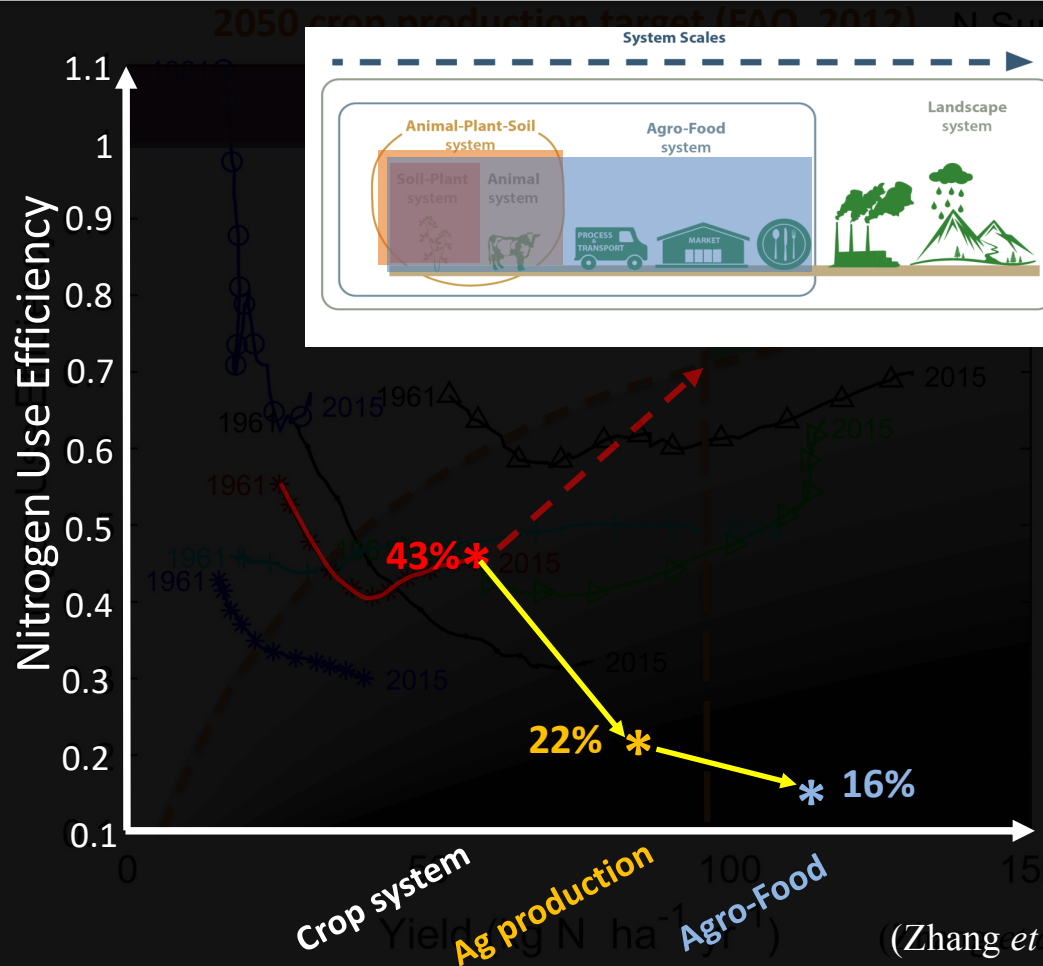 2050 crop production target (FAO, 2012)
N Sur
System Scales
Landscape
system
Animal-Plant-Soil
system
Agro-Food
system
Soil-Plant
system
Animal
system
PROCESS
&
TRANSPORT
MARKET
Nitrogen Use Efficiency
1.1
1
0.9
0.8
0.7
0.6
0.5
0.4
0.3
0.2
0.1
1961
1961
2015
1961
2015
2015
1961
2015
1961
1961
2015
2015
43%
22%
16%
0
100
15
Crop system
Ag production
Agro-Food
Yield (kg N ha⁻¹ yr⁻¹)
(Zhang et